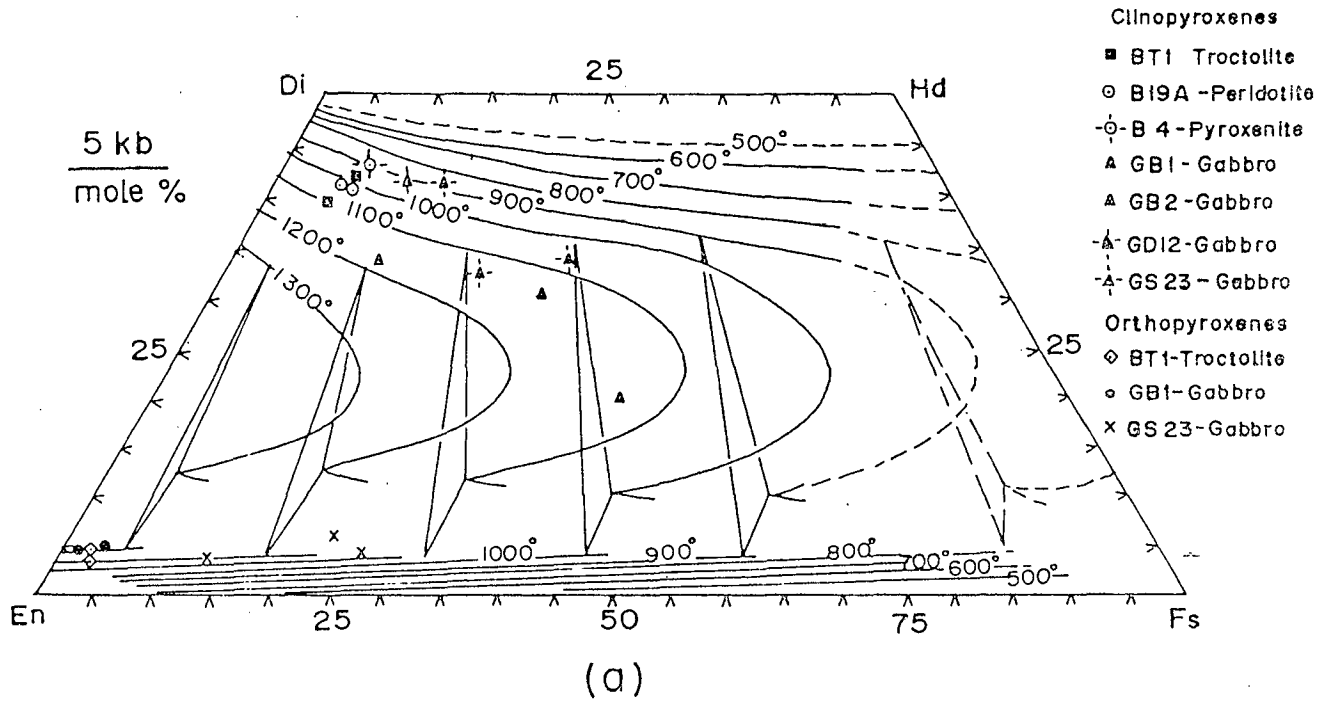 Clinopyroxenes
BT1 Troctolite
B19A-Peridotite
B 4-Pyroxenite
GB1-Gabbro
GB2-Gabbro
GD12-Gabbro
GS 23-Gabbro
Orthopyroxenes
BT1-Troctolite
GB1-Gabbro
GS 23-Gabbro
5 kb
mole %
Di
25
Hd
500°
600°
700°
800°
900°
1000°
1100°
1200°
1300°
25
25
1000°
900°
800°
700°
600°
500°
En
25
50
75
Fs
(a)